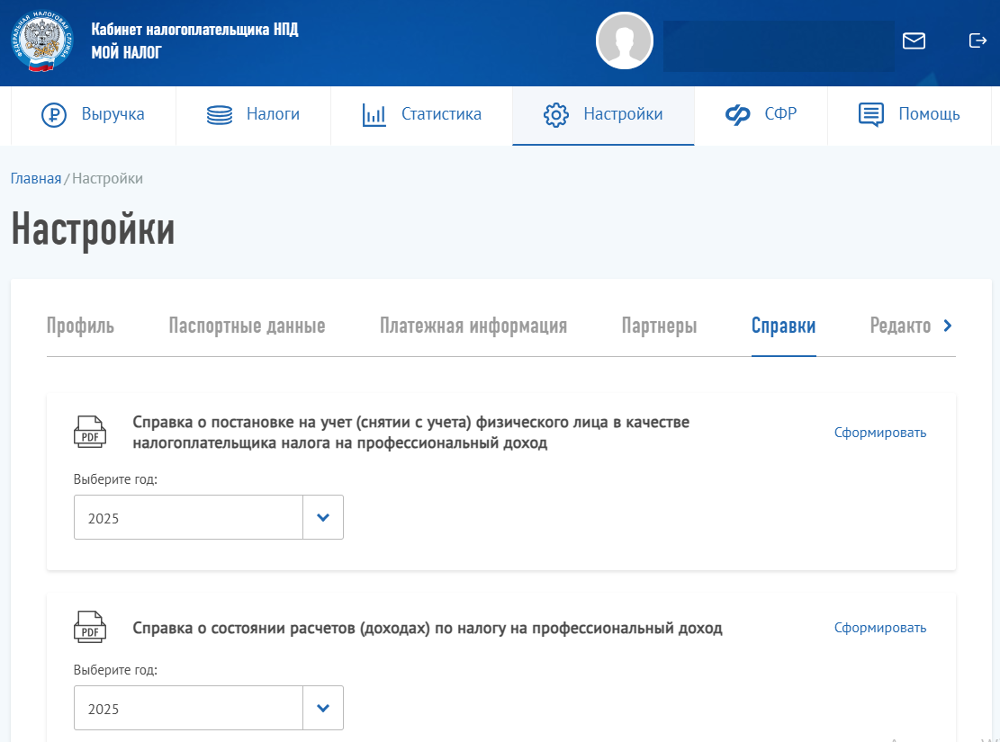 ФЕДЕРАЛЬНАЯ НАЛОГОВАЯ СЛУЖБА
Кабинет налогоплательщика НПД
МОЙ НАЛОГ
Выручка
Налоги
Статистика
Настройки
СФР
Помощь
Главная / Настройки
Настройки
Профиль
Паспортные данные
Платежная информация
Партнеры
Справки
Редакто
PDF
Справка о постановке на учет (снятии с учета) физического лица в качестве
налогоплательщика налога на профессиональный доход
Сформировать
Выберите год:
2025
PDF
Справка о состоянии расчетов (доходах) по налогу на профессиональный доход
Сформировать
Выберите год:
2025